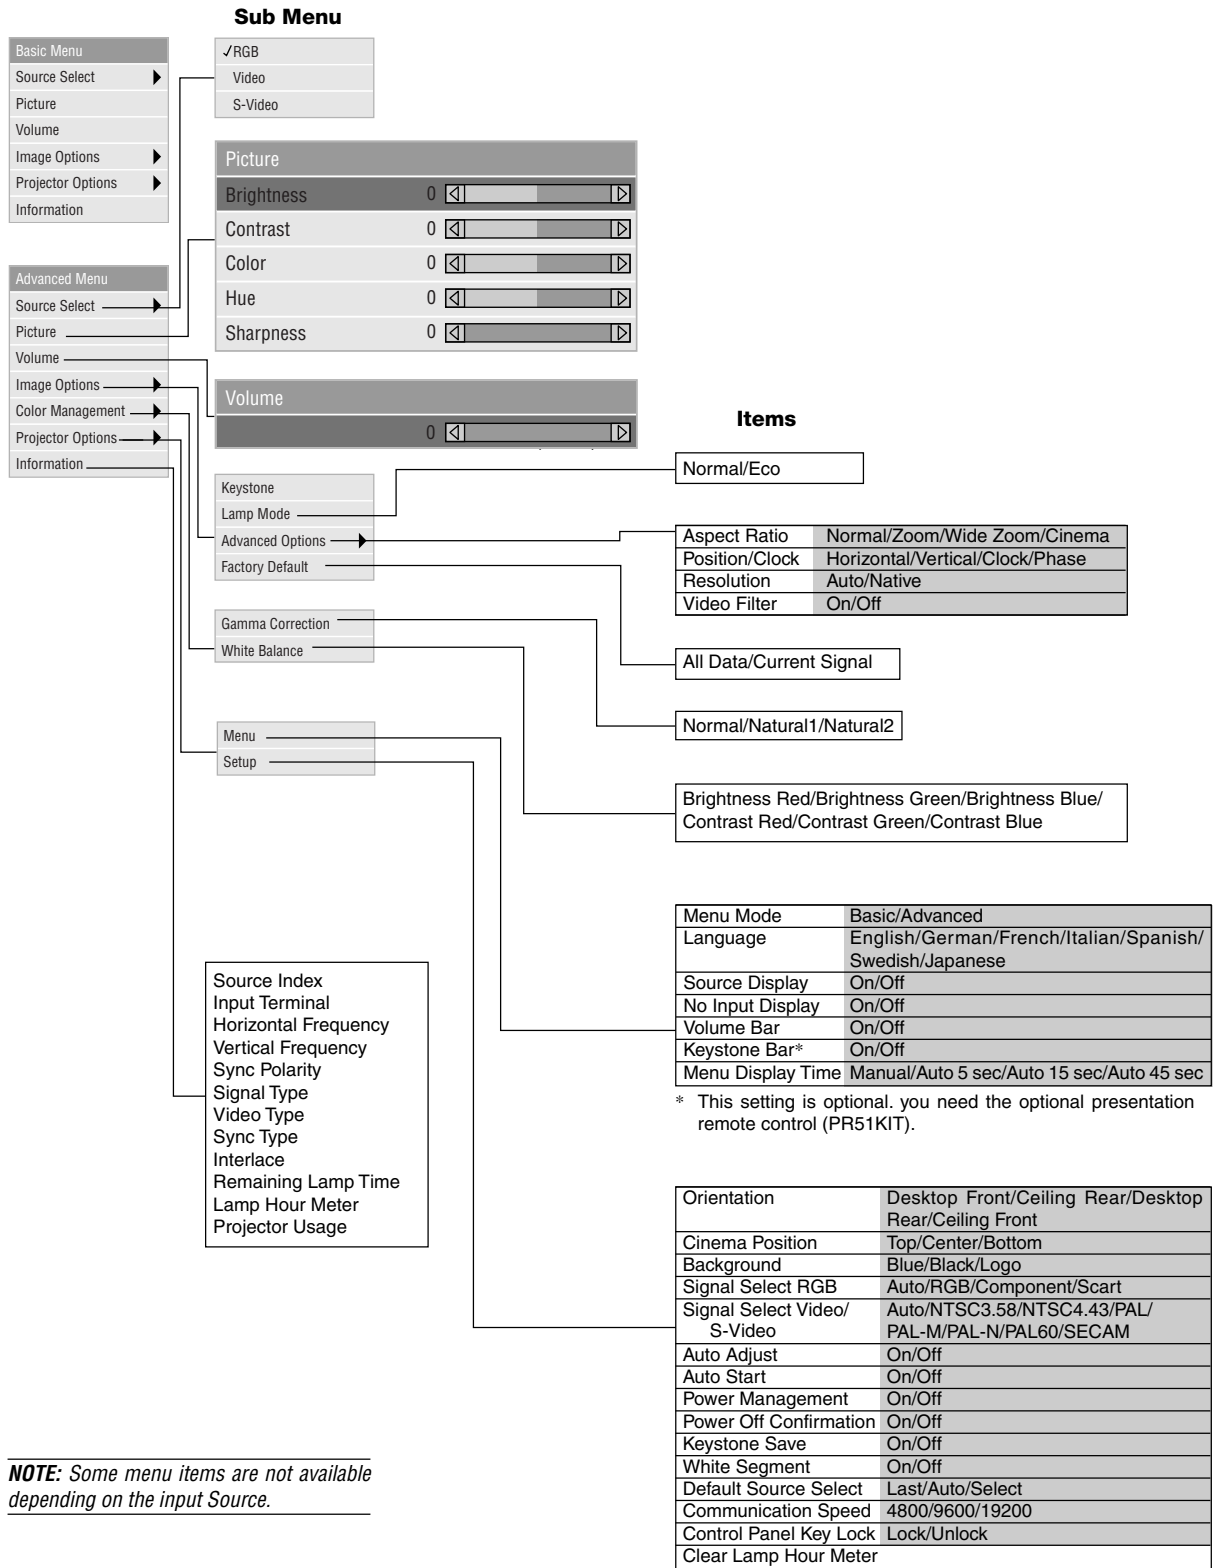 Sub Menu
Basic Menu
Source Select
Picture
Volume
Image Options
Projector Options
Information
✓RGB
Video
S-Video
Picture
Brightness 0
Contrast 0
Color 0
Hue 0
Sharpness 0
Advanced Menu
Source Select
Picture
Volume
Image Options
Color Management
Projector Options
Information
Volume
0
Items
Keystone
Lamp Mode
Advanced Options
Factory Default
Normal/Eco
Aspect Ratio Normal/Zoom/Wide Zoom/Cinema
Position/Clock Horizontal/Vertical/Clock/Phase
Resolution Auto/Native
Video Filter On/Off
Gamma Correction
White Balance
All Data/Current Signal
Normal/Natural1/Natural2
Menu
Setup
Brightness Red/Brightness Green/Brightness Blue/
Contrast Red/Contrast Green/Contrast Blue
Menu Mode Basic/Advanced
Language English/German/French/Italian/Spanish/
Swedish/Japanese
Source Display On/Off
No Input Display On/Off
Volume Bar On/Off
Keystone Bar* On/Off
Menu Display Time Manual/Auto 5 sec/Auto 15 sec/Auto 45 sec
* This setting is optional. you need the optional presentation
remote control (PR51KIT).
Source Index
Input Terminal
Horizontal Frequency
Vertical Frequency
Sync Polarity
Signal Type
Video Type
Sync Type
Interlace
Remaining Lamp Time
Lamp Hour Meter
Projector Usage
Orientation Desktop Front/Ceiling Rear/Desktop
Rear/Ceiling Front
Cinema Position Top/Center/Bottom
Background Blue/Black/Logo
Signal Select RGB Auto/RGB/Component/Scart
Signal Select Video/ Auto/NTSC3.58/NTSC4.43/PAL/
S-Video PAL-M/PAL-N/PAL60/SECAM
Auto Adjust On/Off
Auto Start On/Off
Power Management On/Off
Power Off Confirmation On/Off
Keystone Save On/Off
White Segment On/Off
Default Source Select Last/Auto/Select
Communication Speed 4800/9600/19200
Control Panel Key Lock Lock/Unlock
Clear Lamp Hour Meter
NOTE: Some menu items are not available
depending on the input Source.